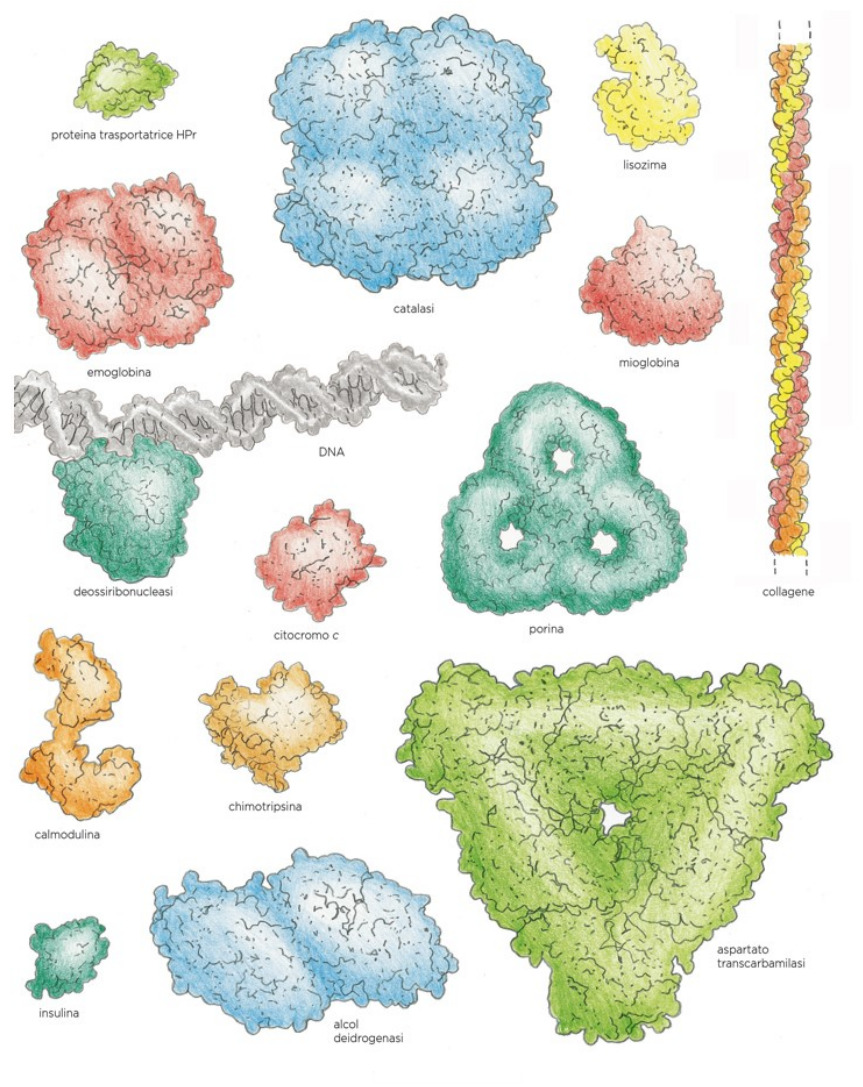 proteina trasportatrice HPr
catalasi
lisozima
emoglobina
mioglobina
DNA
deossiribonucleasi
citocromo c
porina
collagene
calmodulina
chimotripsina
insulina
alcol
deidrogenasi
aspartato
transcarbamilasi